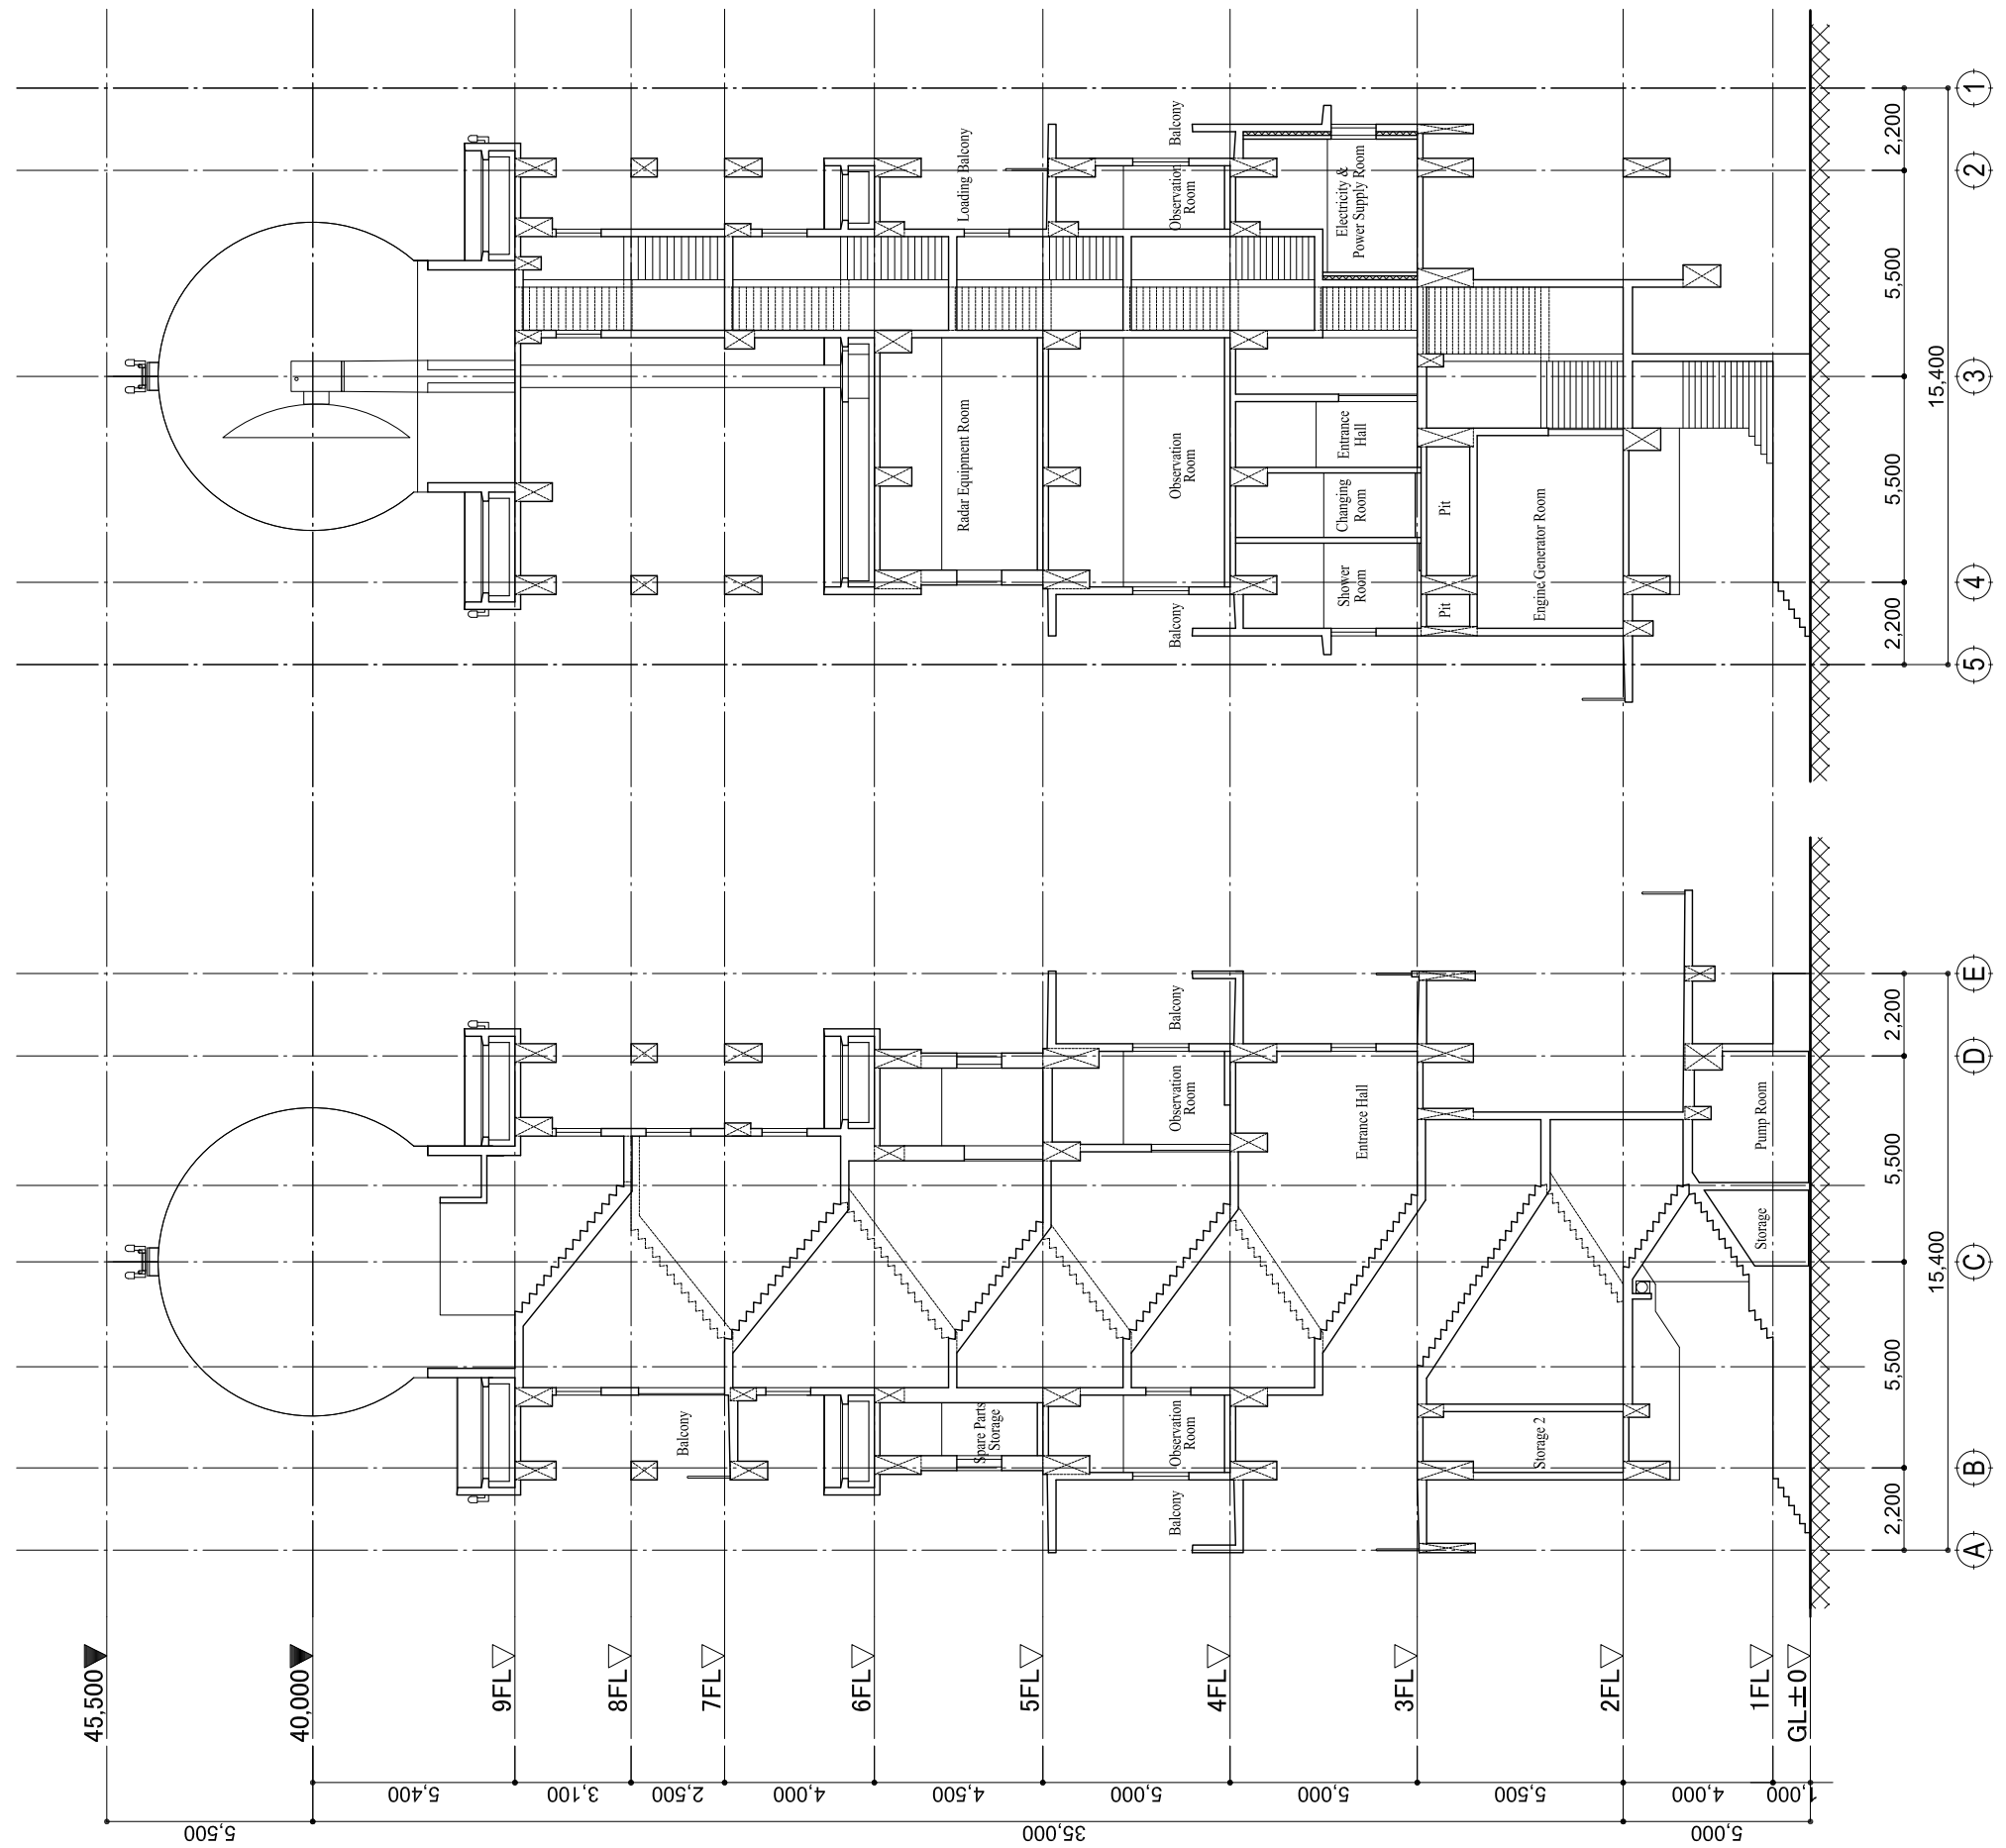 45,500
40,000
9FL
8FL
7FL
6FL
5FL
4FL
3FL
2FL
1FL
GL±0
5,500
35,000
5,000
5,400
3,100
2,500
4,000
4,500
5,000
5,000
5,500
4,000
1,000
Balcony
Spare Parts
Storage
Balcony
Observation
Room
Storage 2
Observation
Room
Balcony
Entrance Hall
Pump Room
Storage
2,200
5,500
5,500
2,200
15,400
A
B
C
D
E
Radar Equipment Room
Loading Balcony
Balcony
Observation
Room
Observation
Room
Balcony
Shower
Room
Changing
Room
Entrance
Hall
Electricity &
Power Supply Room
Pit
Pit
Engine Generator Room
2,200
5,500
5,500
2,200
15,400
5
4
3
2
1